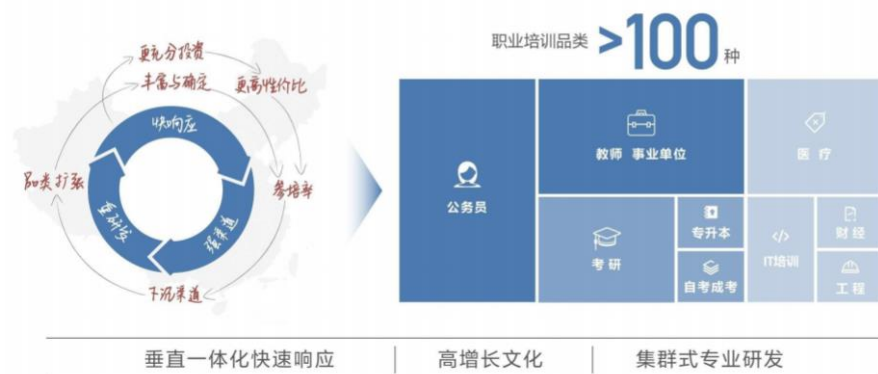 更充分投资
丰富与确定
更高性价比
快响应
品类扩张
参培率
重研发
强渠道
下沉渠道
职业培训品类 >100 种
公务员
教师 事业单位
医疗
考研
专升本
自考成考
IT培训
财经
工程
垂直一体化快速响应
高增长文化
集群式专业研发